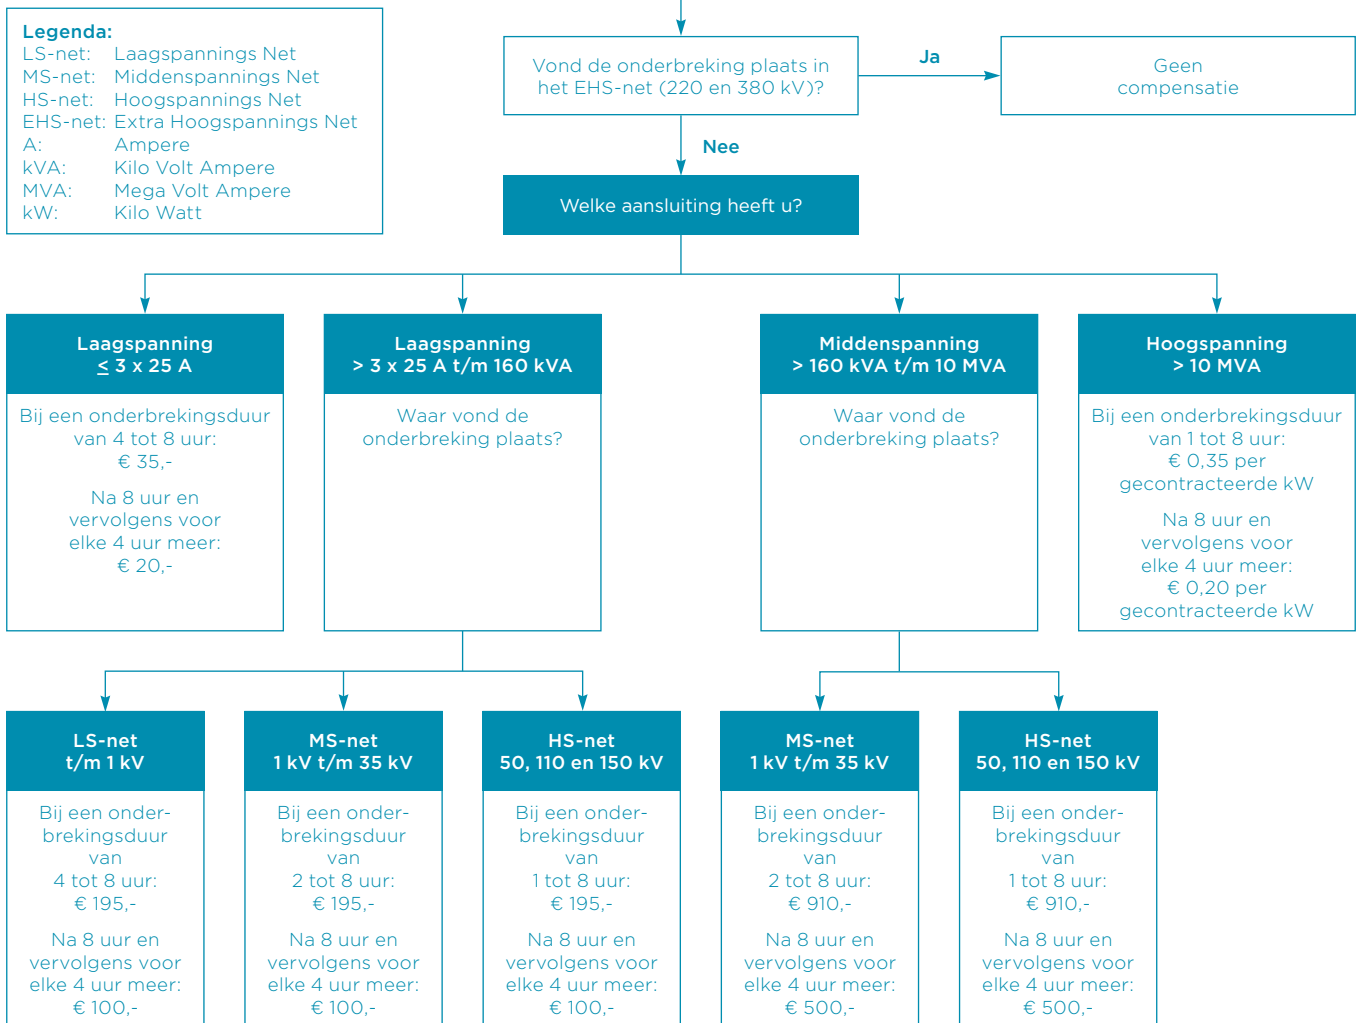 Legenda:
LS-net: Laagspannings Net
MS-net: Middenspannings Net
HS-net: Hoogspannings Net
EHS-net: Extra Hoogspannings Net
A: Ampere
kVA: Kilo Volt Ampere
MVA: Mega Volt Ampere
kW: Kilo Watt
Vond de onderbreking plaats in
het EHS-net (220 en 380 kV)?
Ja
Geen
compensatie
Nee
Welke aansluiting heeft u?
Laagspanning
≤ 3 x 25 A
Bij een onderbrekingsduur
van 4 tot 8 uur:
€ 35,-
Na 8 uur en
vervolgens voor
elke 4 uur meer:
€ 20,-
Laagspanning
> 3 x 25 A t/m 160 kVA
Waar vond de
onderbreking plaats?
Middenspanning
> 160 kVA t/m 10 MVA
Waar vond de
onderbreking plaats?
Hoogspanning
> 10 MVA
Bij een onderbrekingsduur
van 1 tot 8 uur:
€ 0,35 per
gecontracteerde kW
Na 8 uur en
vervolgens voor
elke 4 uur meer:
€ 0,20 per
gecontracteerde kW
LS-net
t/m 1 kV
Bij een onder-
brekingsduur
van
4 tot 8 uur:
€ 195,-
Na 8 uur en
vervolgens voor
elke 4 uur meer:
€ 100,-
MS-net
1 kV t/m 35 kV
Bij een onder-
brekingsduur
van
2 tot 8 uur:
€ 195,-
Na 8 uur en
vervolgens voor
elke 4 uur meer:
€ 100,-
HS-net
50, 110 en 150 kV
Bij een onder-
brekingsduur
van
1 tot 8 uur:
€ 195,-
Na 8 uur en
vervolgens voor
elke 4 uur meer:
€ 100,-
MS-net
1 kV t/m 35 kV
Bij een onder-
brekingsduur
van
2 tot 8 uur:
€ 910,-
Na 8 uur en
vervolgens voor
elke 4 uur meer:
€ 500,-
HS-net
50, 110 en 150 kV
Bij een onder-
brekingsduur
van
1 tot 8 uur:
€ 910,-
Na 8 uur en
vervolgens voor
elke 4 uur meer:
€ 500,-